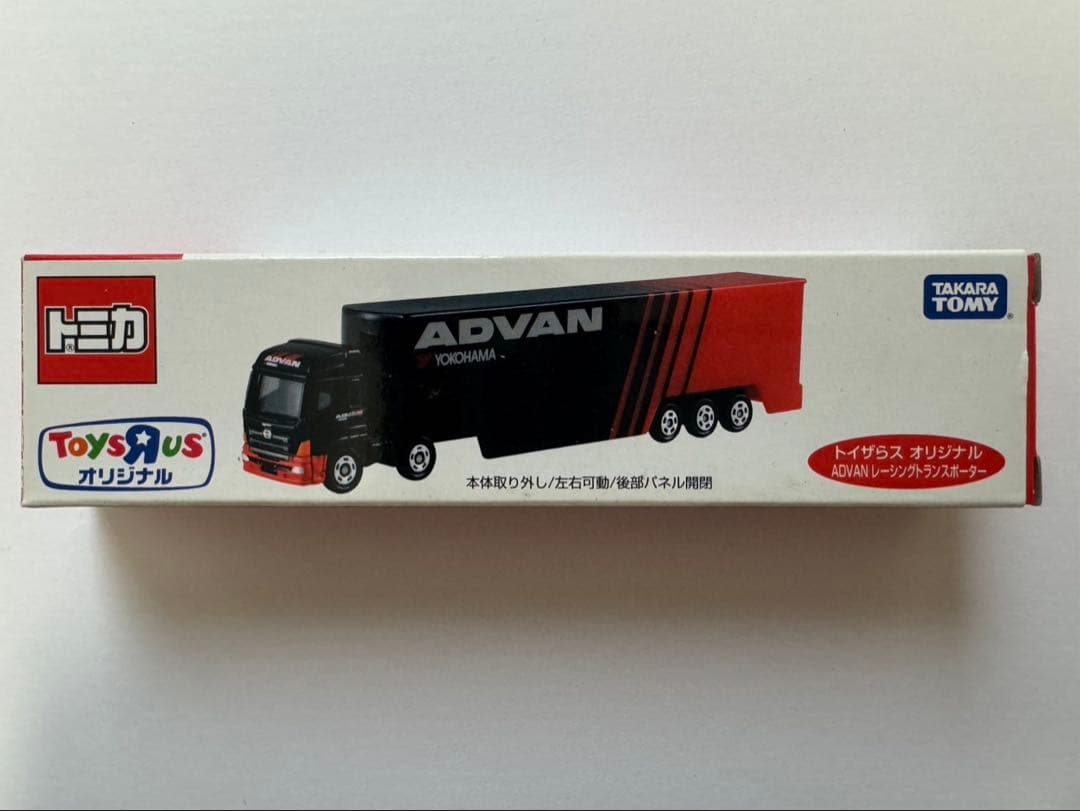 トミカ®
TOYS"R"US®
オリジナル
ADVAN
ADVAN
YOKOHAMA
ADVAN
本体取り外し/左右可動/後部パネル開閉
TAKARA
TOMY®
トイザらス オリジナル
ADVANレーシングトランスポーター